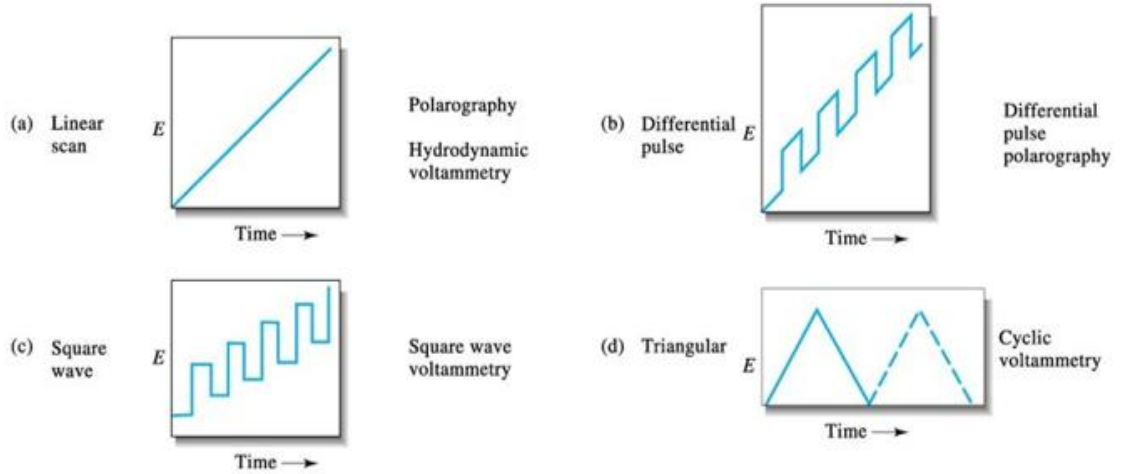 (a) Linear
scan
E
Time →
Polarography
Hydrodynamic
voltammetry
(b) Differential
pulse
E
Time →
Differential
pulse
polarography
(c) Square
wave
E
Time →
Square wave
voltammetry
(d) Triangular
E
Time →
Cyclic
voltammetry